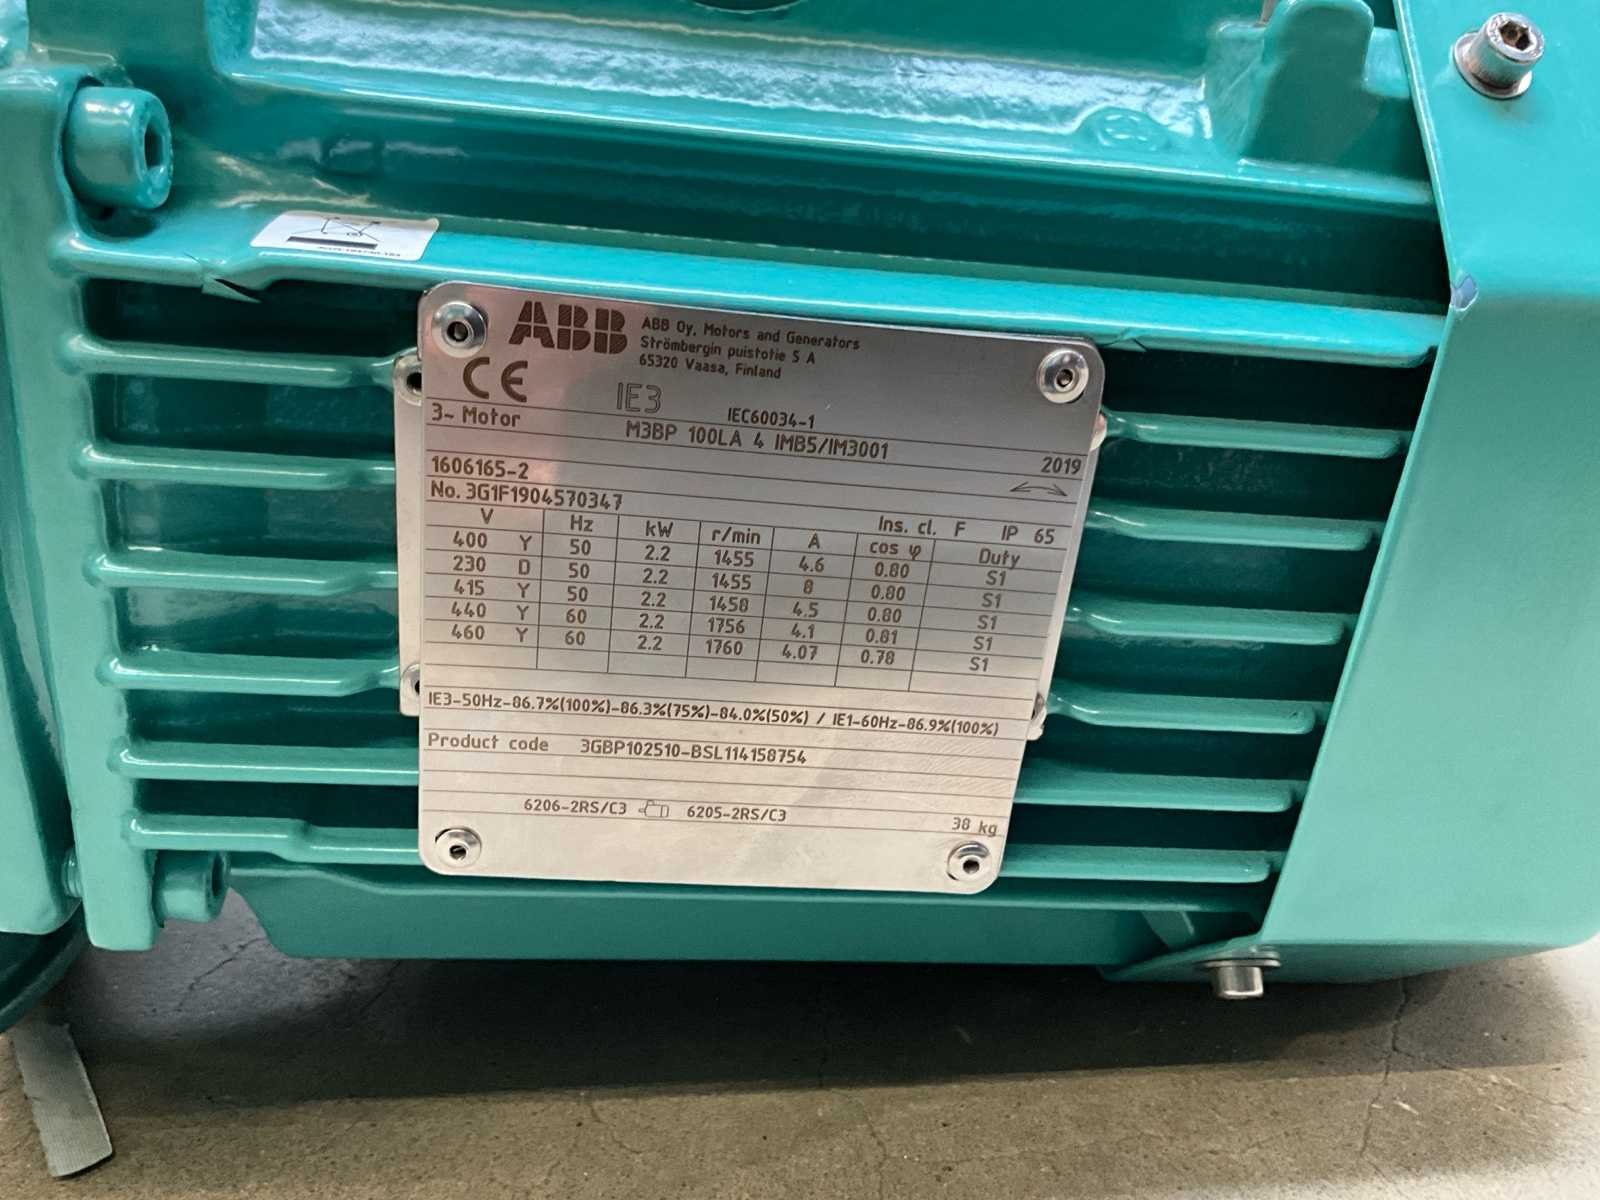 ABB
ABB Oy, Motors and Generators
Strömbergin puistotie 5 A
65320 Vaasa, Finland
CE
IE3
IEC60034-1
3~ Motor
M3BP 100LA 4 IMB5/IM3001
2019
1606165-2
No. 3G1F1904570347
Ins. cl. F IP 65
V Hz kW r/min A cos φ Duty
400 Y 50 2.2 1455 4.6 0.80 S1
230 D 50 2.2 1455 8 0.80 S1
415 Y 50 2.2 1458 4.5 0.80 S1
440 Y 60 2.2 1756 4.1 0.81 S1
460 Y 60 2.2 1760 4.07 0.78 S1
IE3-50Hz-86.7%(100%)-86.3%(75%)-84.0%(50%) / IE1-60Hz-86.9%(100%)
Product code 3GBP102510-BSL114158754
6206-2RS/C3 6205-2RS/C3
38 kg